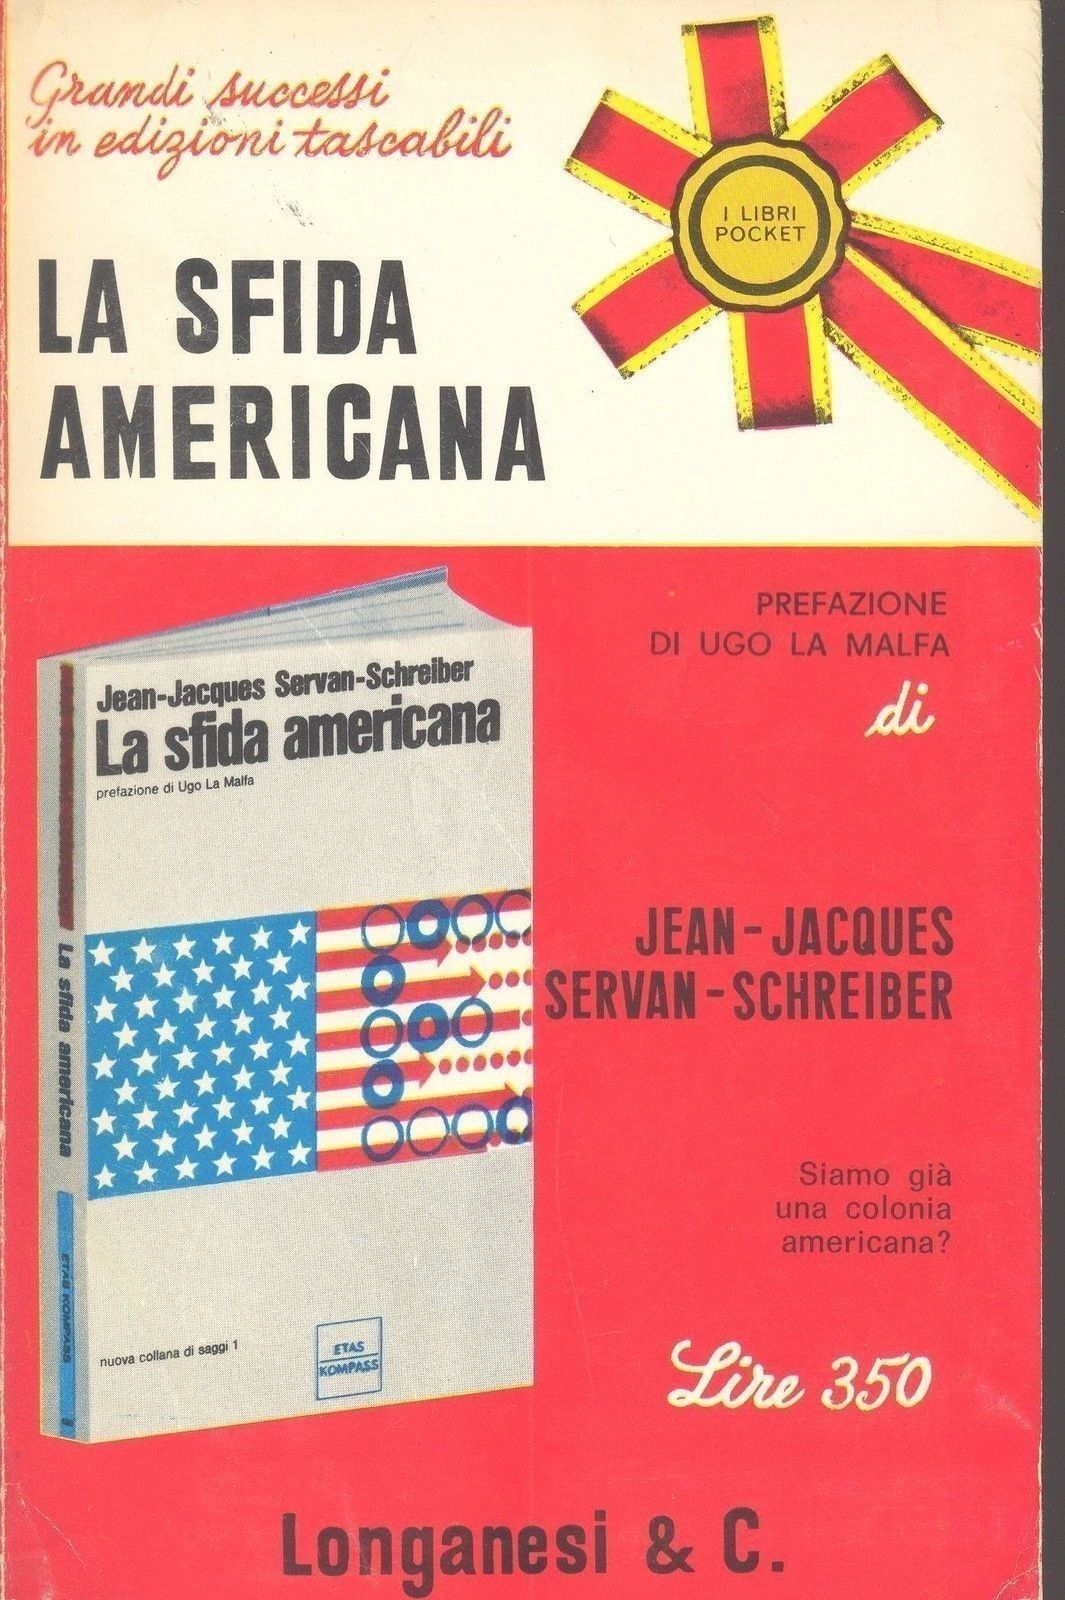 Grandi successi
in edizioni tascabili
I LIBRI
POCKET
LA SFIDA
AMERICANA
PREFAZIONE
DI UGO LA MALFA
di
JEAN-JACQUES
SERVAN-SCHREIBER
Siamo già
una colonia
americana?
Lire 350
Jean-Jacques Servan-Schreiber
La sfida americana
prefazione di Ugo La Malfa
La sfida americana
ETAS KOMPASS
nuova collana di saggi 1
ETAS
KOMPASS
Longanesi & C.